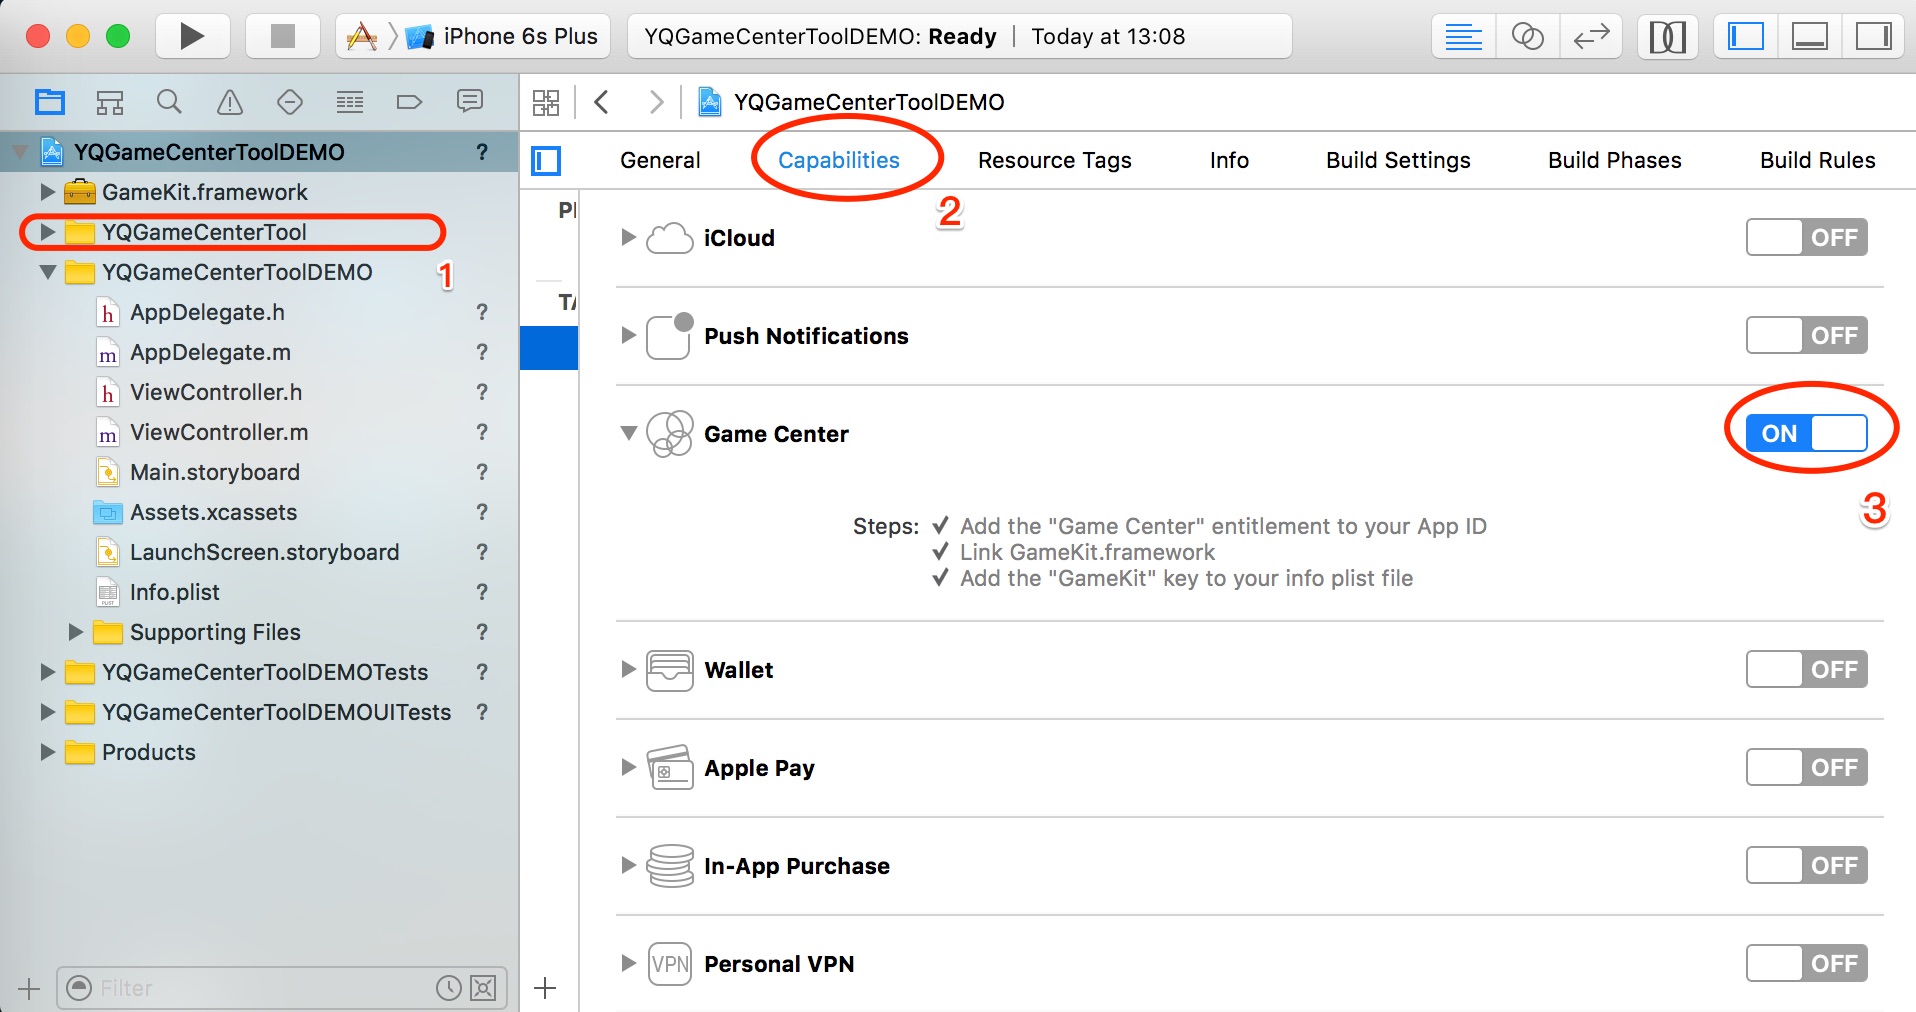 iPhone 6s Plus
YQGameCenterToolDEMO: Ready | Today at 13:08
YQGameCenterToolDEMO
YQGameCenterToolDEMO ?
GameKit.framework
YQGameCenterTool
1
YQGameCenterToolDEMO
AppDelegate.h ?
AppDelegate.m ?
ViewController.h ?
ViewController.m ?
Main.storyboard ?
Assets.xcassets ?
LaunchScreen.storyboard ?
Info.plist ?
Supporting Files ?
YQGameCenterToolDEMOTests ?
YQGameCenterToolDEMOUITests ?
Products
Filter
General Capabilities Resource Tags Info Build Settings Build Phases Build Rules
2
iCloud OFF
Push Notifications OFF
Game Center ON
3
Steps: ✓ Add the "Game Center" entitlement to your App ID
✓ Link GameKit.framework
✓ Add the "GameKit" key to your info plist file
Wallet OFF
Apple Pay OFF
In-App Purchase OFF
VPN Personal VPN OFF